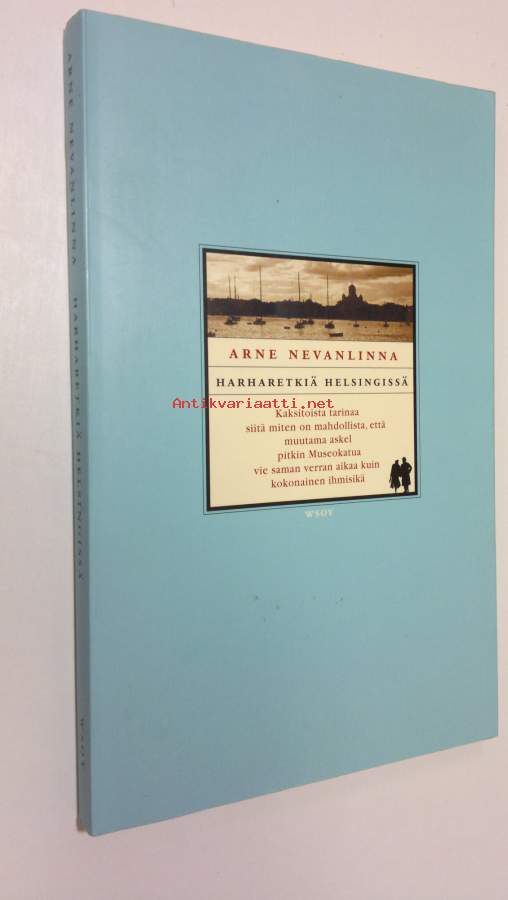 ARNE NEVANLINNA HARHARETKIÄ HELSINGISSÄ WSOY
ARNE NEVANLINNA
HARHARETKIÄ HELSINGISSÄ
Antikvariaatti.net
Kaksitoista tarinaa
siitä miten on mahdollista, että
muutama askel
pitkin Museokatua
vie saman verran aikaa kuin
kokonainen ihmisikä
WSOY